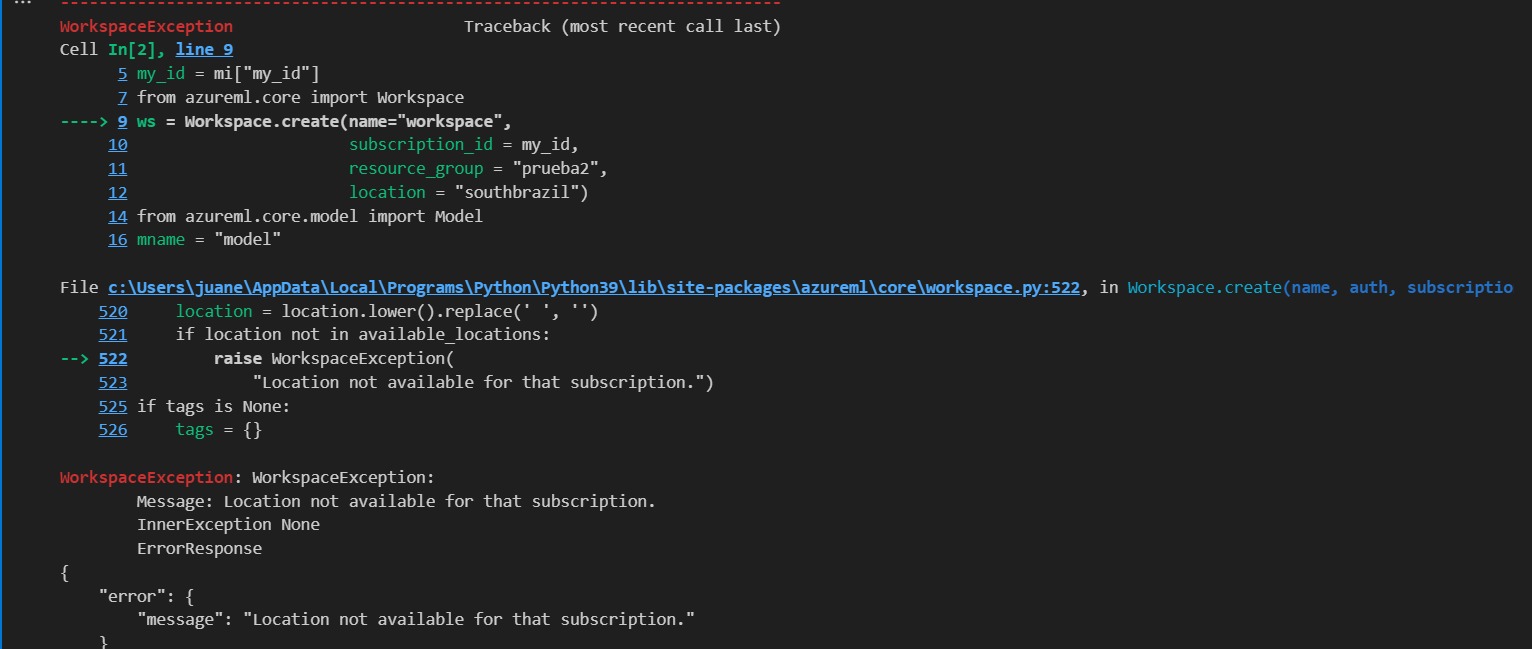 WorkspaceException Traceback (most recent call last)
Cell In[2], line 9
5 my_id = mi["my_id"]
7 from azureml.core import Workspace
----> 9 ws = Workspace.create(name="workspace",
10 subscription_id = my_id,
11 resource_group = "prueba2",
12 location = "southbrazil")
14 from azureml.core.model import Model
16 mname = "model"
File c:\Users\juane\AppData\Local\Programs\Python\Python39\lib\site-packages\azureml\core\workspace.py:522, in Workspace.create(name, auth, subscriptio
520 location = location.lower().replace(' ', '')
521 if location not in available_locations:
--> 522 raise WorkspaceException(
523 "Location not available for that subscription.")
525 if tags is None:
526 tags = {}
WorkspaceException: WorkspaceException:
Message: Location not available for that subscription.
InnerException None
ErrorResponse
{
"error": {
"message": "Location not available for that subscription."
}